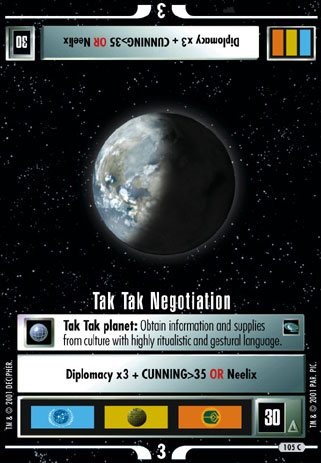 3
Diplomacy x3 + CUNNING>35 OR Neelix
30
Tak Tak Negotiation
Tak Tak planet: Obtain information and supplies
from culture with highly ritualistic and gestural language.
Diplomacy x3 + CUNNING>35 OR Neelix
30
3
105 C
TM & © 2001 DECIPHER.
TM & © 2001 PAR. PIC.